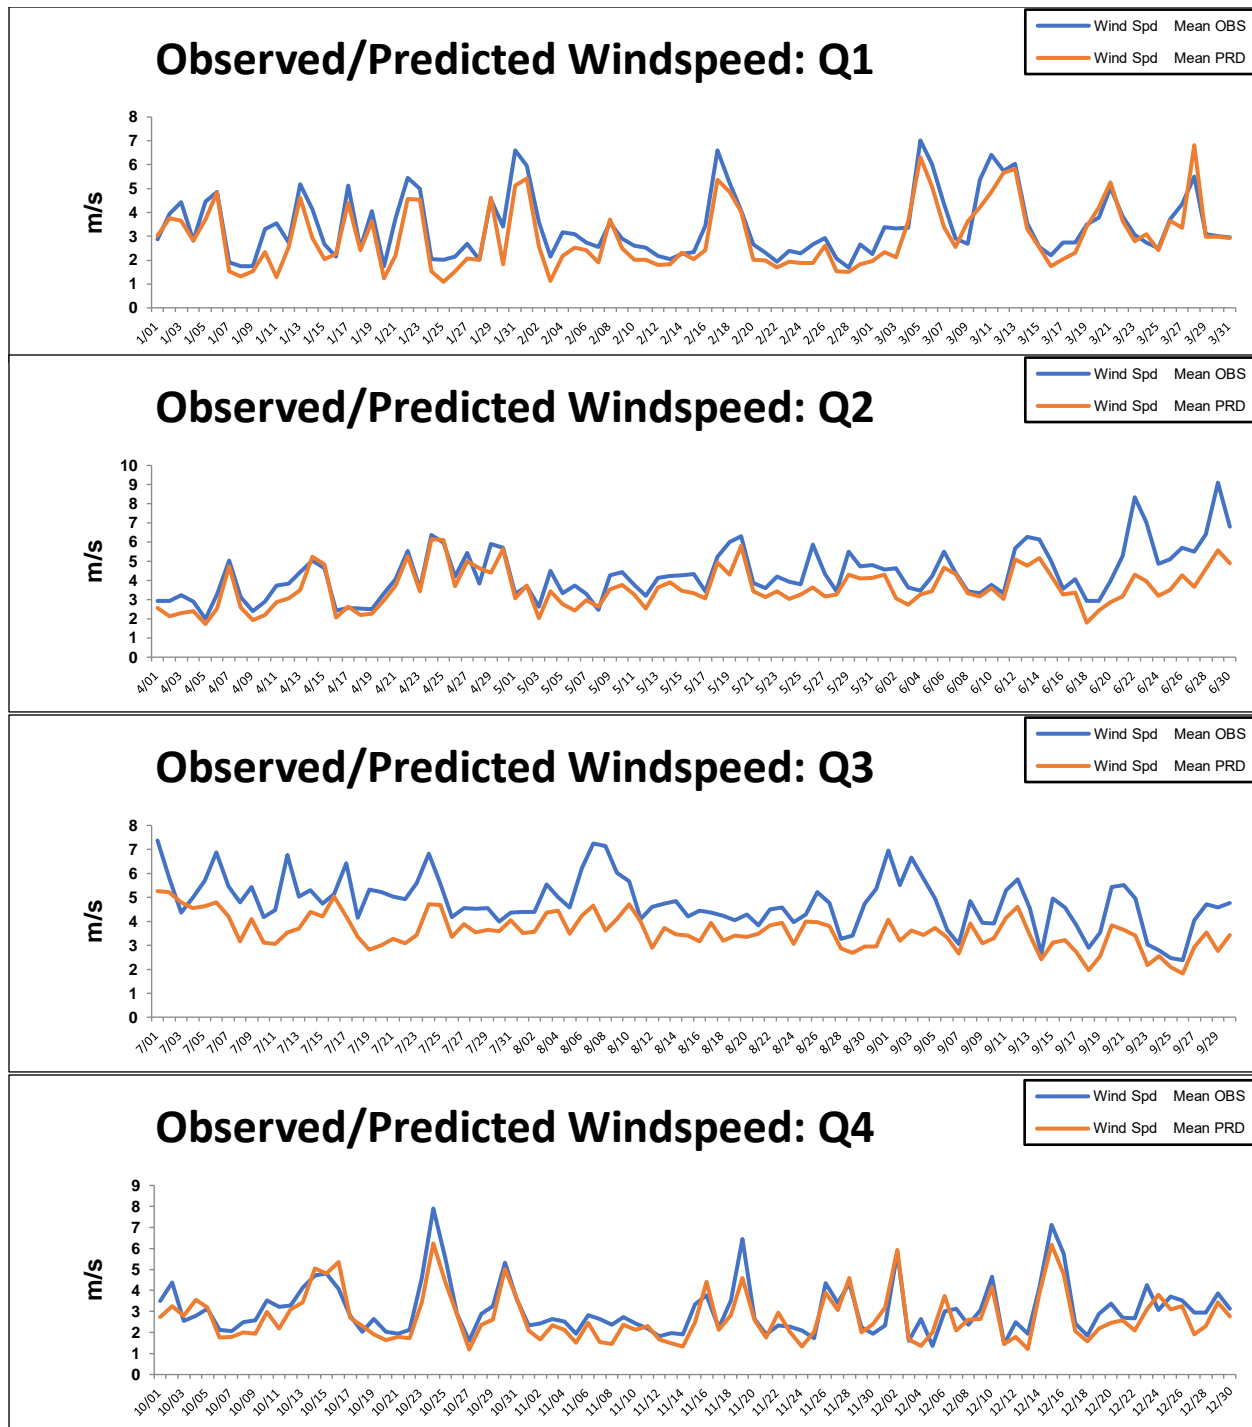 Observed/Predicted Windspeed: Q1
Wind Spd Mean OBS
Wind Spd Mean PRD
m/s
8
7
6
5
4
3
2
1
0
1/01 1/03 1/05 1/07 1/09 1/11 1/13 1/15 1/17 1/19 1/21 1/23 1/25 1/27 1/29 1/31 2/02 2/04 2/06 2/08 2/10 2/12 2/14 2/16 2/18 2/20 2/22 2/24 2/26 2/28 3/01 3/03 3/05 3/07 3/09 3/11 3/13 3/15 3/17 3/19 3/21 3/23 3/25 3/27 3/29 3/31
Observed/Predicted Windspeed: Q2
Wind Spd Mean OBS
Wind Spd Mean PRD
m/s
10
9
8
7
6
5
4
3
2
1
0
4/01 4/03 4/05 4/07 4/09 4/11 4/13 4/15 4/17 4/19 4/21 4/23 4/25 4/27 4/29 5/01 5/03 5/05 5/07 5/09 5/11 5/13 5/15 5/17 5/19 5/21 5/23 5/25 5/27 5/29 5/31 6/02 6/04 6/06 6/08 6/10 6/12 6/14 6/16 6/18 6/20 6/22 6/24 6/26 6/28 6/30
Observed/Predicted Windspeed: Q3
Wind Spd Mean OBS
Wind Spd Mean PRD
m/s
8
7
6
5
4
3
2
1
0
7/01 7/03 7/05 7/07 7/09 7/11 7/13 7/15 7/17 7/19 7/21 7/23 7/25 7/27 7/29 7/31 8/02 8/04 8/06 8/08 8/10 8/12 8/14 8/16 8/18 8/20 8/22 8/24 8/26 8/28 8/30 9/01 9/03 9/05 9/07 9/09 9/11 9/13 9/15 9/17 9/19 9/21 9/23 9/25 9/27 9/29
Observed/Predicted Windspeed: Q4
Wind Spd Mean OBS
Wind Spd Mean PRD
m/s
9
8
7
6
5
4
3
2
1
0
10/01 10/03 10/05 10/07 10/09 10/11 10/13 10/15 10/17 10/19 10/21 10/23 10/25 10/27 10/29 10/31 11/02 11/04 11/06 11/08 11/10 11/12 11/14 11/16 11/18 11/20 11/22 11/24 11/26 11/28 11/30 12/02 12/04 12/06 12/08 12/10 12/12 12/14 12/16 12/18 12/20 12/22 12/24 12/26 12/28 12/30